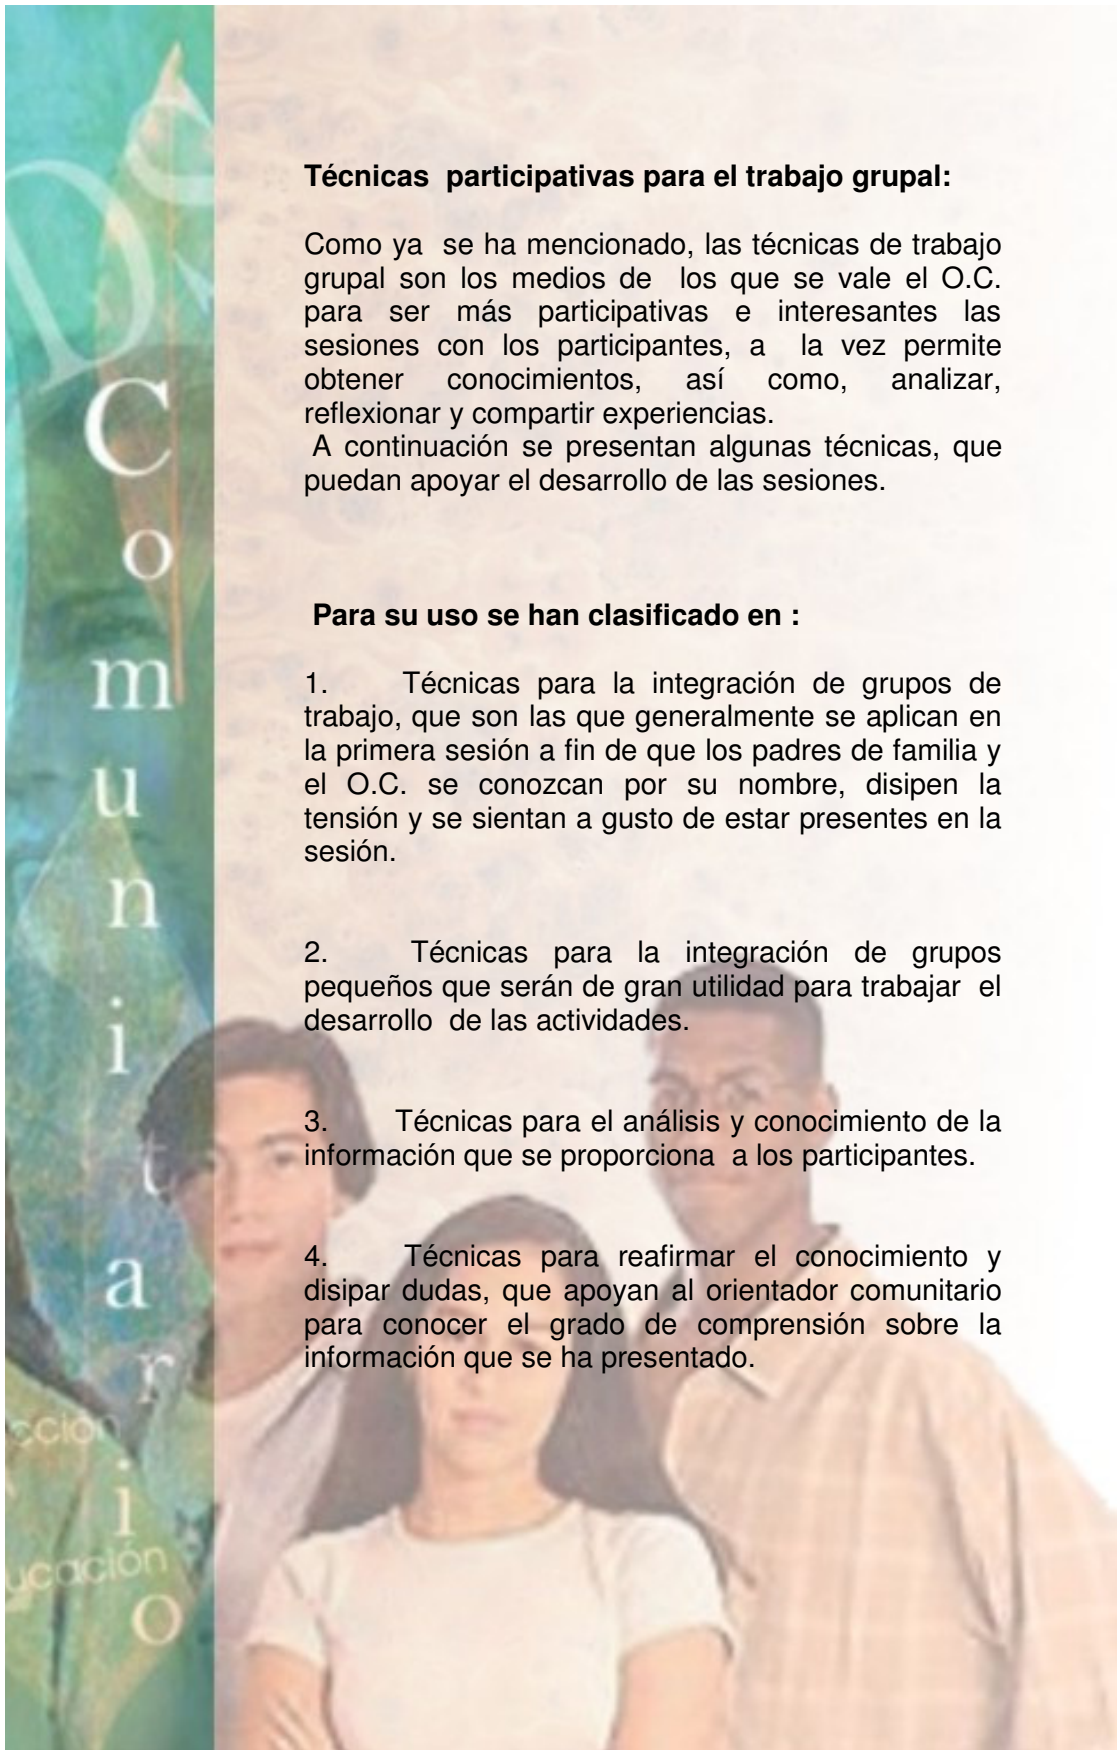 DS
Comunitario
cción
ucación
Técnicas participativas para el trabajo grupal:
Como ya se ha mencionado, las técnicas de trabajo
grupal son los medios de los que se vale el O.C.
para ser más participativas e interesantes las
sesiones con los participantes, a la vez permite
obtener conocimientos, así como, analizar,
reflexionar y compartir experiencias.
A continuación se presentan algunas técnicas, que
puedan apoyar el desarrollo de las sesiones.
Para su uso se han clasificado en :
1. Técnicas para la integración de grupos de
trabajo, que son las que generalmente se aplican en
la primera sesión a fin de que los padres de familia y
el O.C. se conozcan por su nombre, disipen la
tensión y se sientan a gusto de estar presentes en la
sesión.
2. Técnicas para la integración de grupos
pequeños que serán de gran utilidad para trabajar el
desarrollo de las actividades.
3. Técnicas para el análisis y conocimiento de la
información que se proporciona a los participantes.
4. Técnicas para reafirmar el conocimiento y
disipar dudas, que apoyan al orientador comunitario
para conocer el grado de comprensión sobre la
información que se ha presentado.